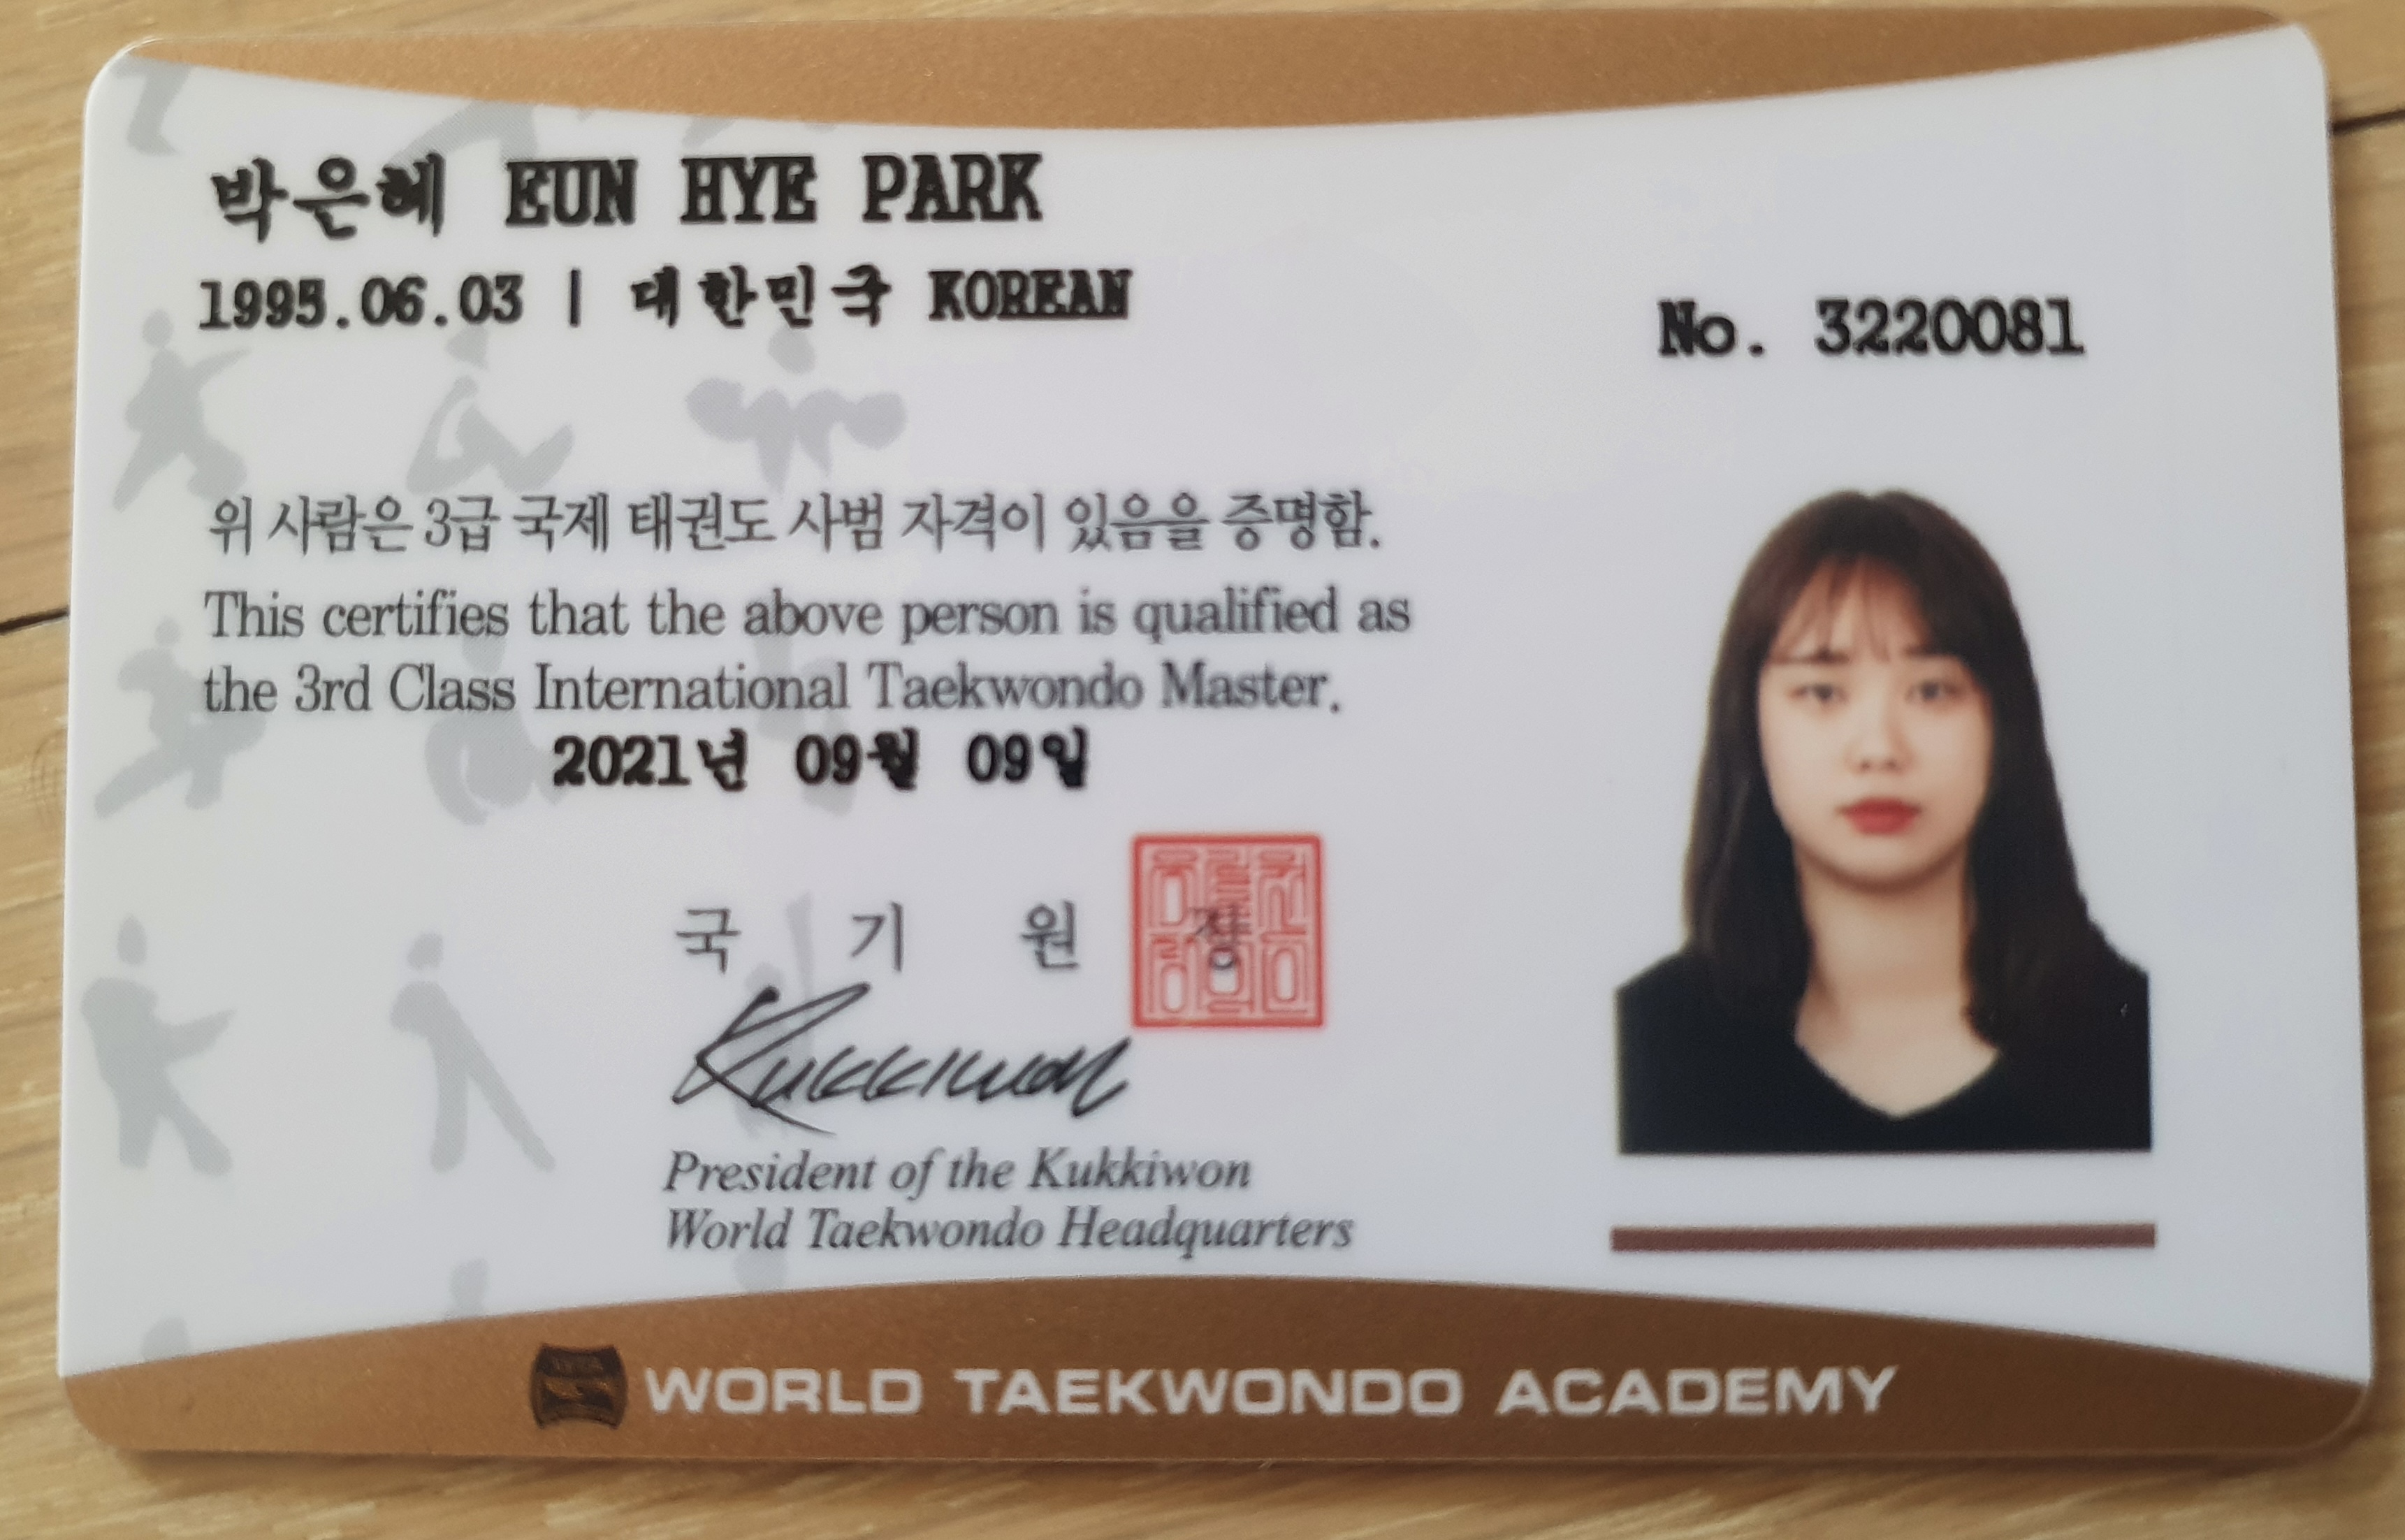 박은혜 EUN HYE PARK
1995.06.03 | 대한민국 KOREAN
No. 3220081
위 사람은 3급 국제 태권도 사범 자격이 있음을 증명함.
This certifies that the above person is qualified as
the 3rd Class International Taekwondo Master.
2021년 09월 09일
국 기 원 장
Kukkiwon
President of the Kukkiwon
World Taekwondo Headquarters
WORLD TAEKWONDO ACADEMY